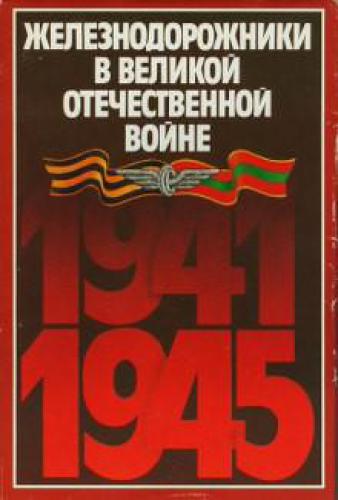 ЖЕЛЕЗНОДОРОЖНИКИ
В ВЕЛИКОЙ
ОТЕЧЕСТВЕННОЙ
ВОЙНЕ
1941
1945